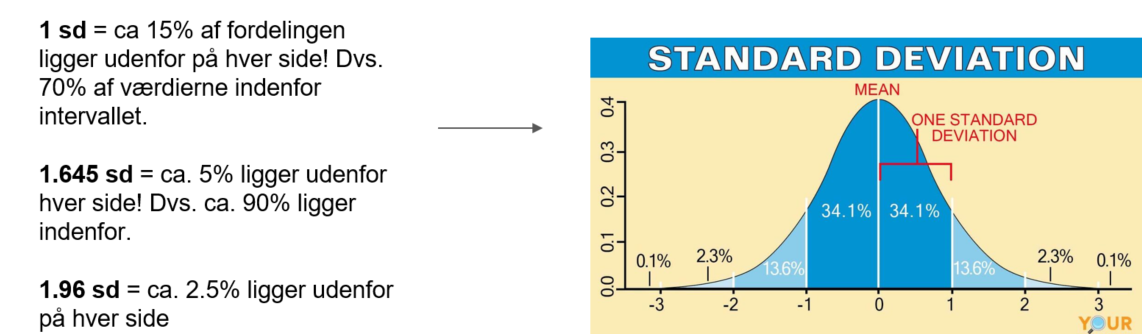 1 sd = ca 15% af fordelingen
ligger udenfor på hver side! Dvs.
70% af værdierne indenfor
intervallet.
1.645 sd = ca. 5% ligger udenfor
hver side! Dvs. ca. 90% ligger
indenfor.
1.96 sd = ca. 2.5% ligger udenfor
på hver side
STANDARD DEVIATION
MEAN
ONE STANDARD
DEVIATION
0.4
0.3
0.2
0.1
0.0
34.1% 34.1%
0.1% 2.3% 13.6% 13.6% 2.3% 0.1%
-3 -2 -1 0 1 2 3
YOUR